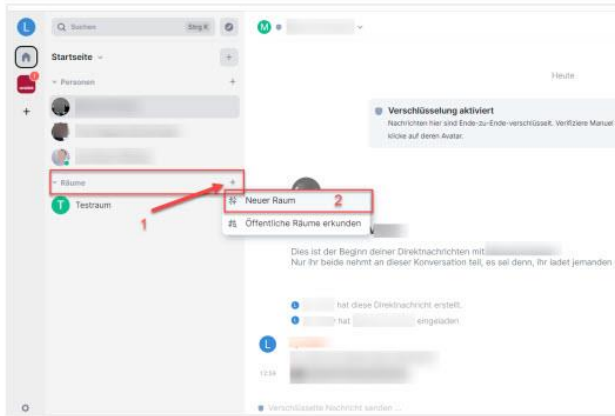 L
Suchen
Strg K
M
Startseite
Personen
Räume
1
T
Testraum
2
Neuer Raum
Öffentliche Räume erkunden
Heute
Verschlüsselung aktiviert
Nachrichten hier sind Ende-zu-Ende-verschlüsselt. Verifiziere Manuel
klicke auf deren Avatar.
Dies ist der Beginn deiner Direktnachrichten mit
Nur ihr beide nehmt an dieser Konversation teil, es sei denn, ihr ladet jemanden
L hat diese Direktnachricht erstellt.
L hat eingeladen
L
12:56
Verschlüsselte Nachricht senden ...